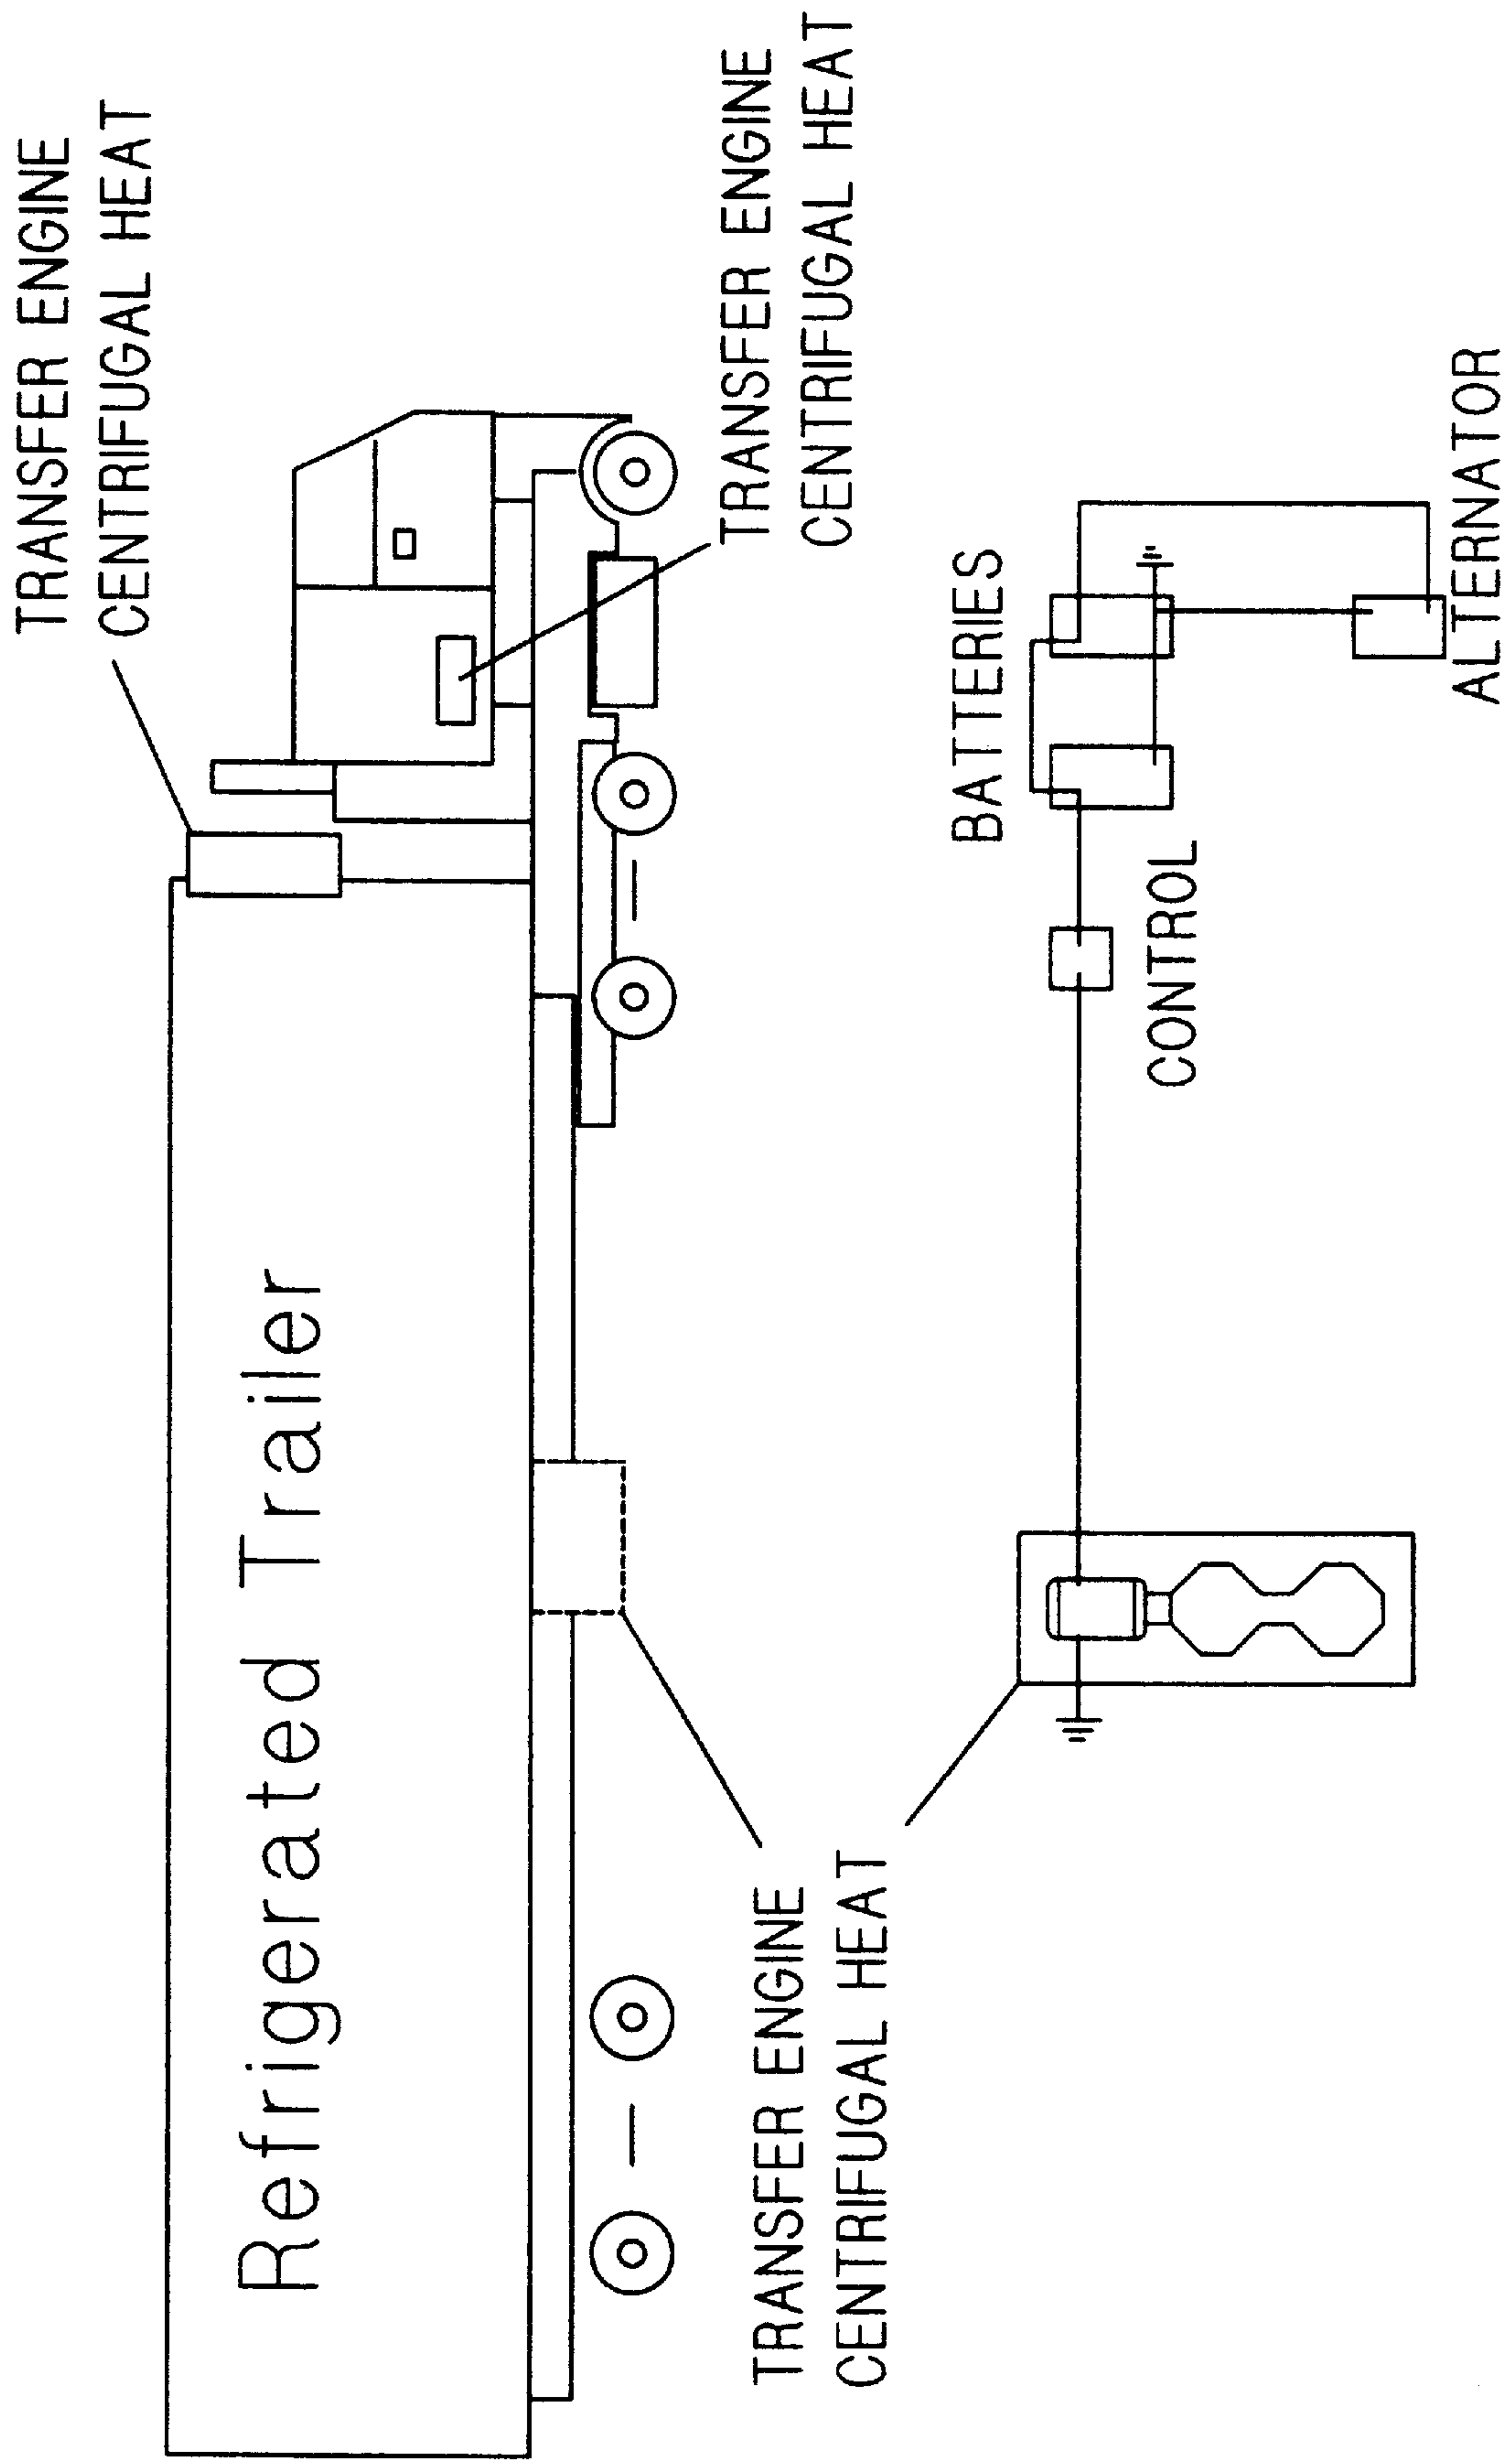 TRANSFER ENGINE
CENTRIFUGAL HEAT
Refrigerated Trailer
TRANSFER ENGINE
CENTRIFUGAL HEAT
TRANSFER ENGINE
CENTRIFUGAL HEAT
BATTERIES
CONTROL
ALTERNATOR